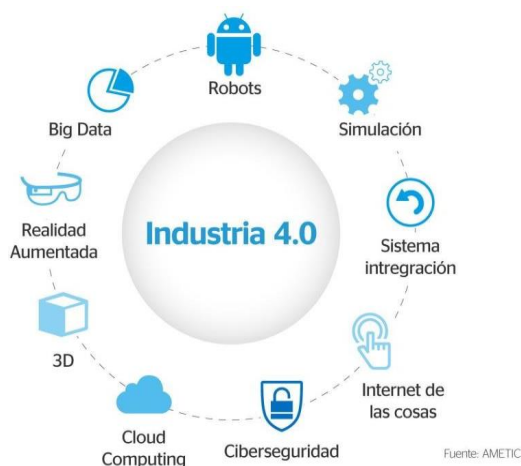 Robots
Simulación
Sistema
intregración
Internet de
las cosas
Ciberseguridad
Cloud
Computing
3D
Realidad
Aumentada
Big Data
Industria 4.0
Fuente: AMETIC